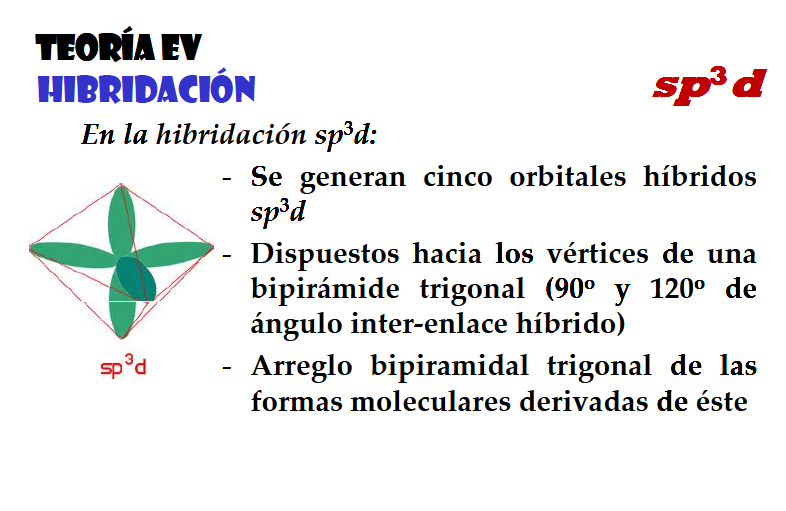 TEORÍA EV
HIBRIDACIÓN
sp³d
En la hibridación sp³d:
- Se generan cinco orbitales híbridos
sp³d
- Dispuestos hacia los vértices de una
bipirámide trigonal (90º y 120º de
ángulo inter-enlace híbrido)
- Arreglo bipiramidal trigonal de las
formas moleculares derivadas de éste
sp³d